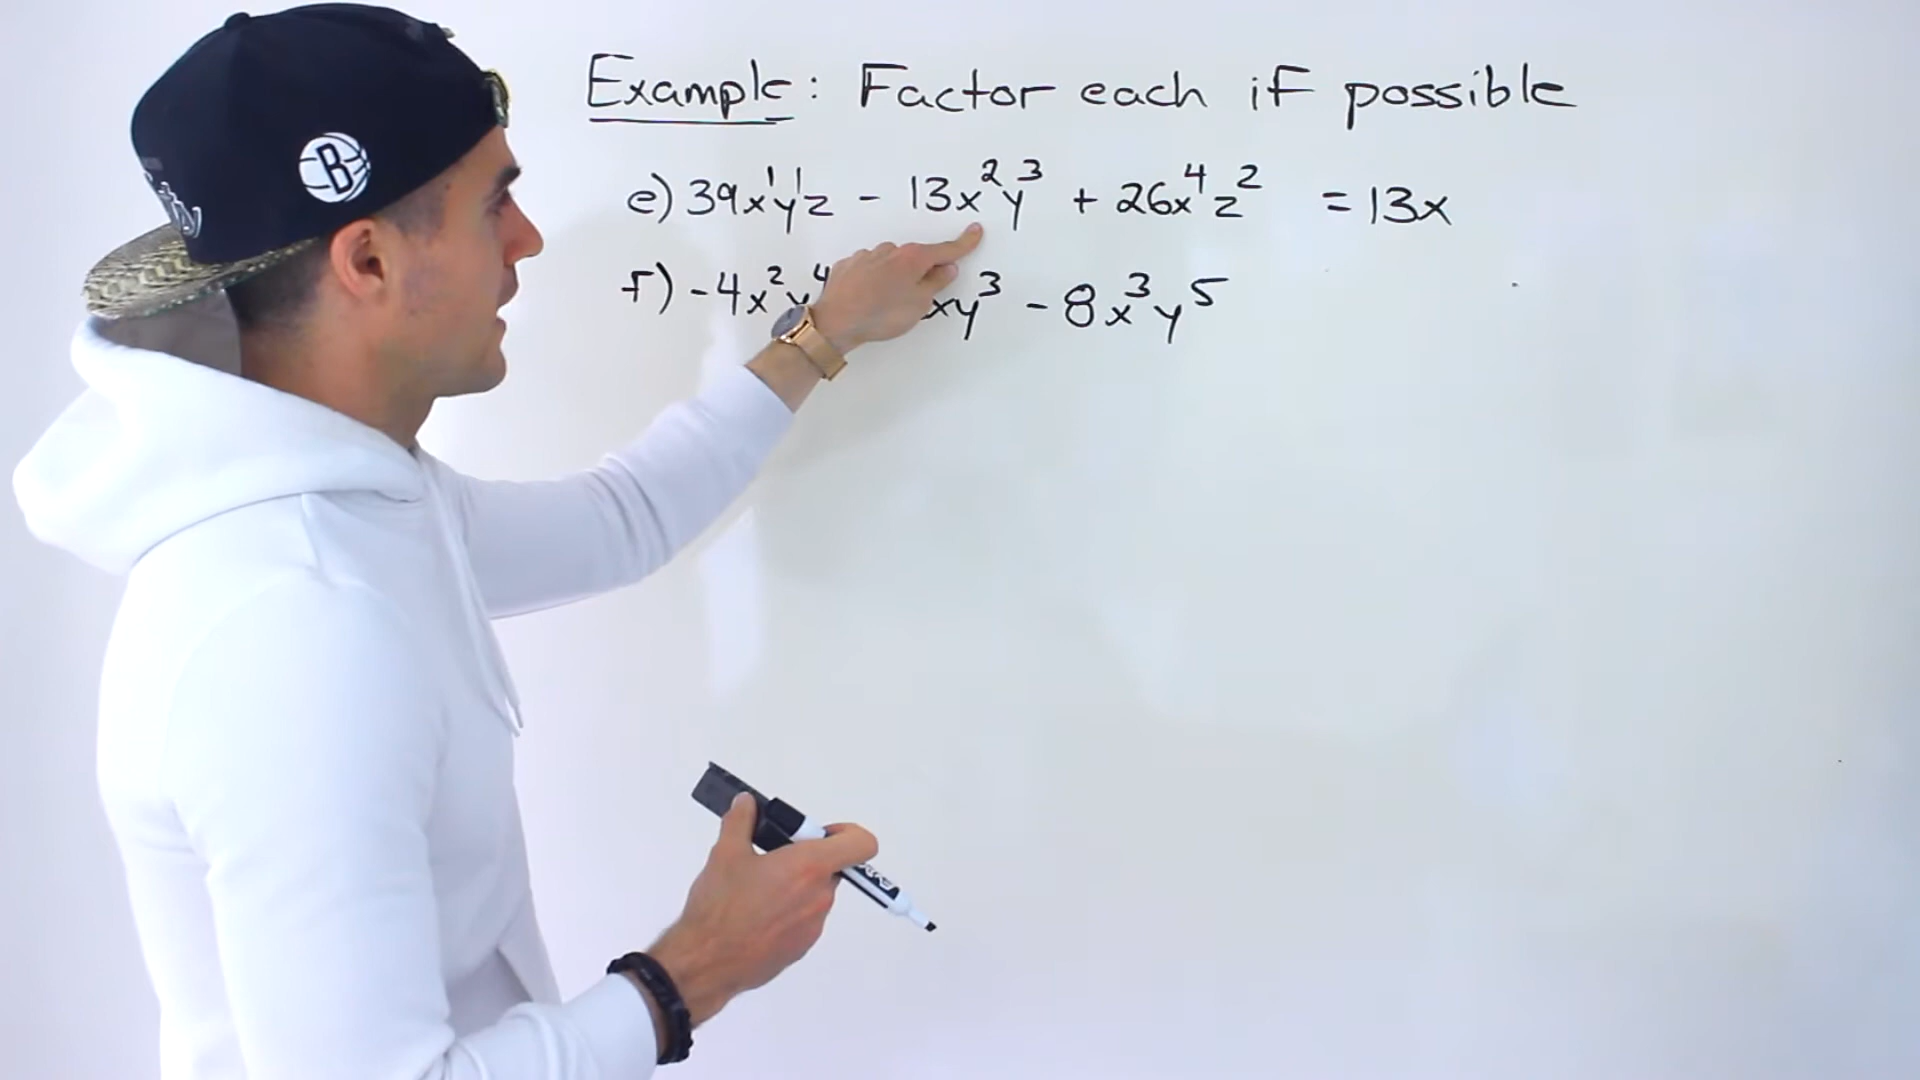 Example: Factor each if possible
e) 39x¹y¹z - 13x²y³ + 26x⁴z² = 13x
f) -4x²y⁴ xy³ - 8x³y⁵
B